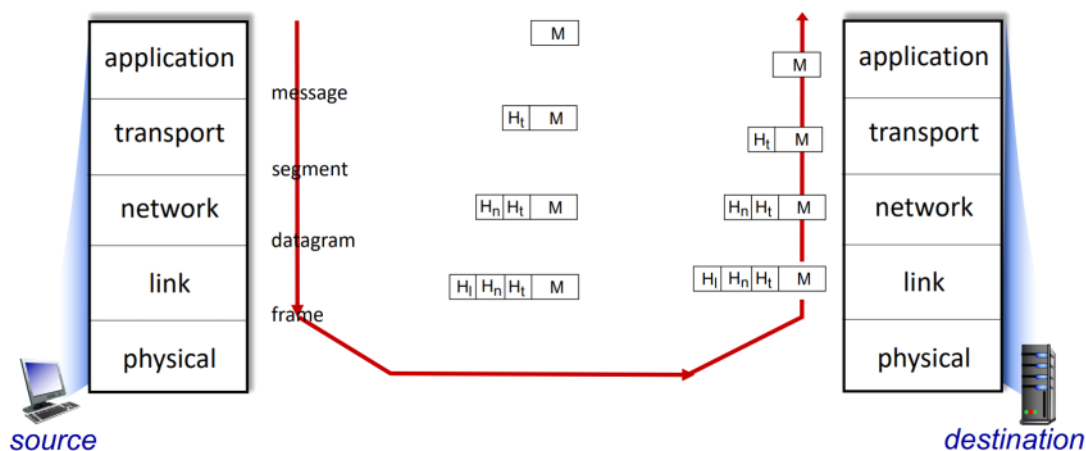 application
transport
network
link
physical
source
message
segment
datagram
frame
M
Hₜ M
Hₙ Hₜ M
Hₗ Hₙ Hₜ M
M
Hₜ M
Hₙ Hₜ M
Hₗ Hₙ Hₜ M
application
transport
network
link
physical
destination